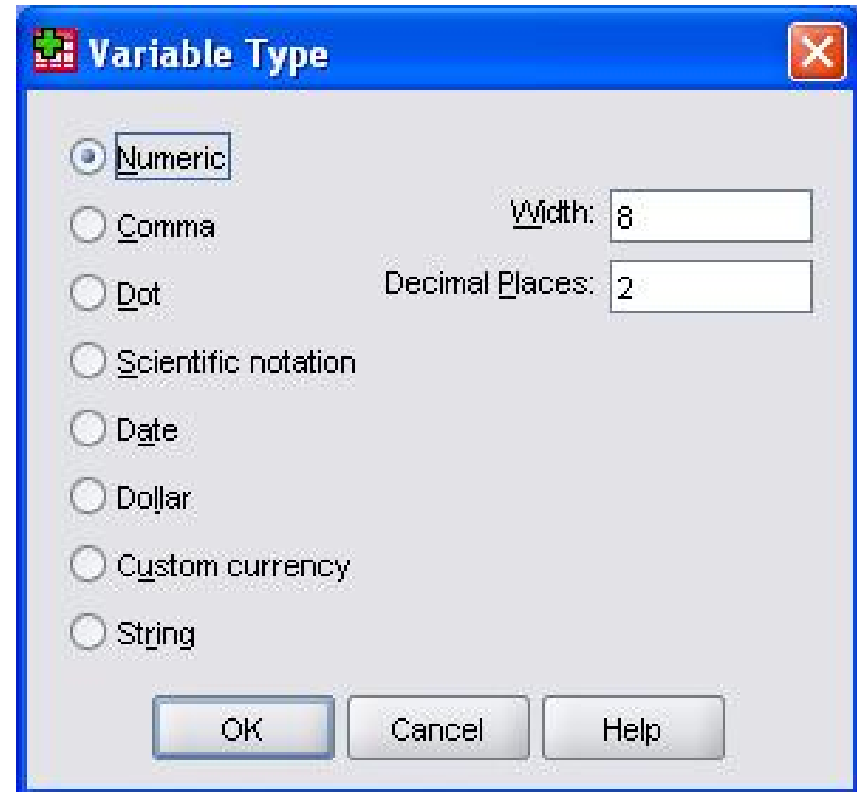 Variable Type
Numeric
Comma
Width: 8
Dot
Decimal Places: 2
Scientific notation
Date
Dollar
Custom currency
String
OK Cancel Help